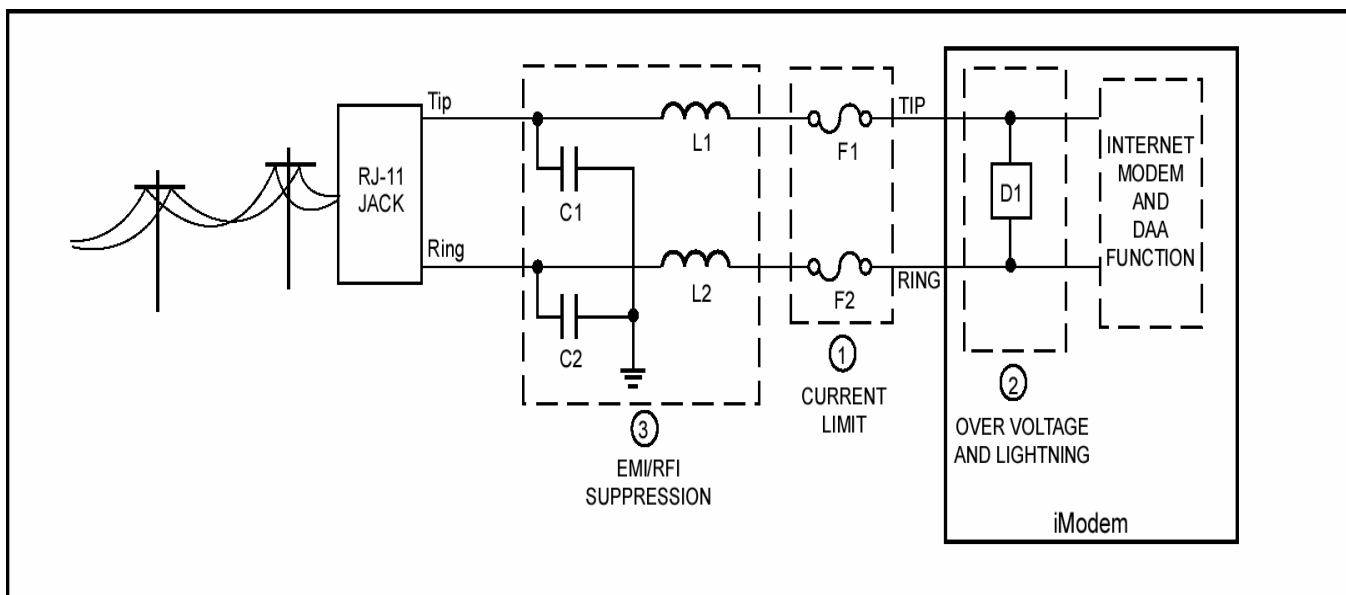 Tip
TIP
L1
F1
RJ-11
JACK
C1
D1
INTERNET
MODEM
AND
DAA
FUNCTION
Ring
RING
L2
F2
C2
1
CURRENT
LIMIT
2
OVER VOLTAGE
AND LIGHTNING
3
EMI/RFI
SUPPRESSION
iModem